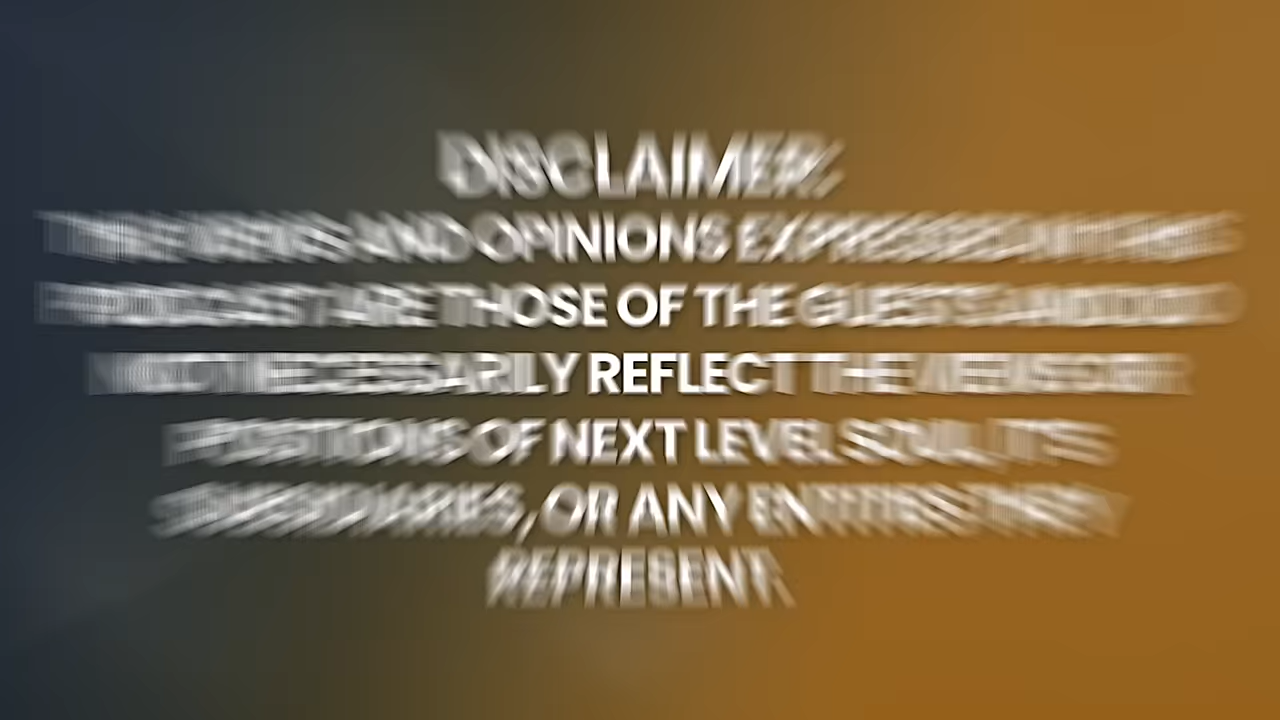 DISCLAIMER:
THE VIEWS AND OPINIONS EXPRESSED IN THIS
PODCAST ARE THOSE OF THE GUESTS AND DO
NOT NECESSARILY REFLECT THE VIEWS OR
POSITIONS OF NEXT LEVEL SOUL, ITS
SUBSIDIARIES, OR ANY ENTITIES THEY
REPRESENT.